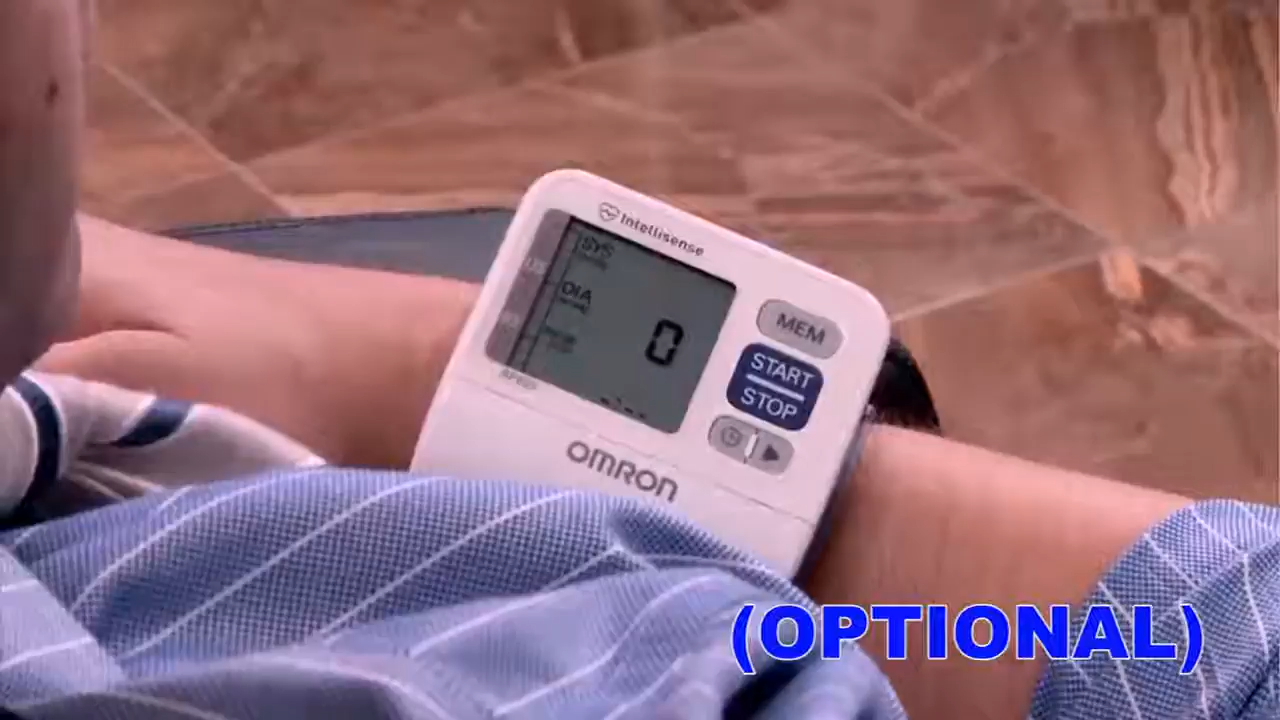 Intellisense
SYS
DIA
0
MEM
START
STOP
OMRON
(OPTIONAL)